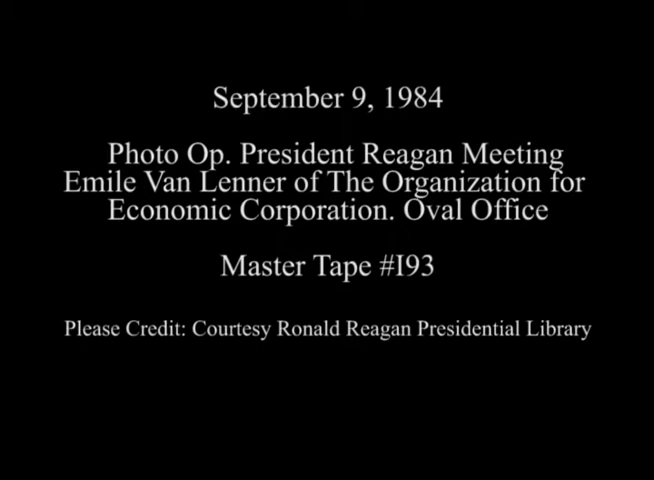 September 9, 1984
Photo Op. President Reagan Meeting
Emile Van Lenner of The Organization for
Economic Corporation. Oval Office
Master Tape #I93
Please Credit: Courtesy Ronald Reagan Presidential Library